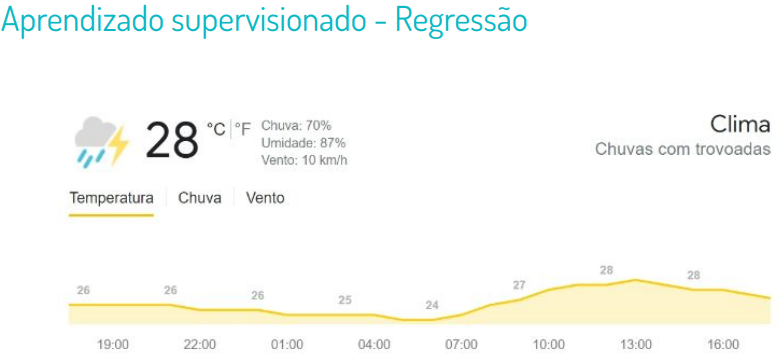 Aprendizado supervisionado - Regressão
28 °C | °F
Chuva: 70%
Umidade: 87%
Vento: 10 km/h
Clima
Chuvas com trovoadas
Temperatura Chuva Vento
26 26 26 25 24 27 28 28
19:00 22:00 01:00 04:00 07:00 10:00 13:00 16:00